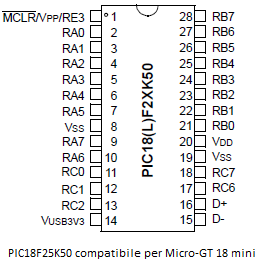 MCLR/VPP/RE3 1 28 RB7
RA0 2 27 RB6
RA1 3 26 RB5
RA2 4 25 RB4
RA3 5 24 RB3
RA4 6 23 RB2
RA5 7 22 RB1
VSS 8 21 RB0
RA7 9 20 VDD
RA6 10 19 VSS
RC0 11 18 RC7
RC1 12 17 RC6
RC2 13 16 D+
VUSB3V3 14 15 D-
PIC18(L)F2XK50
PIC18F25K50 compatibile per Micro-GT 18 mini